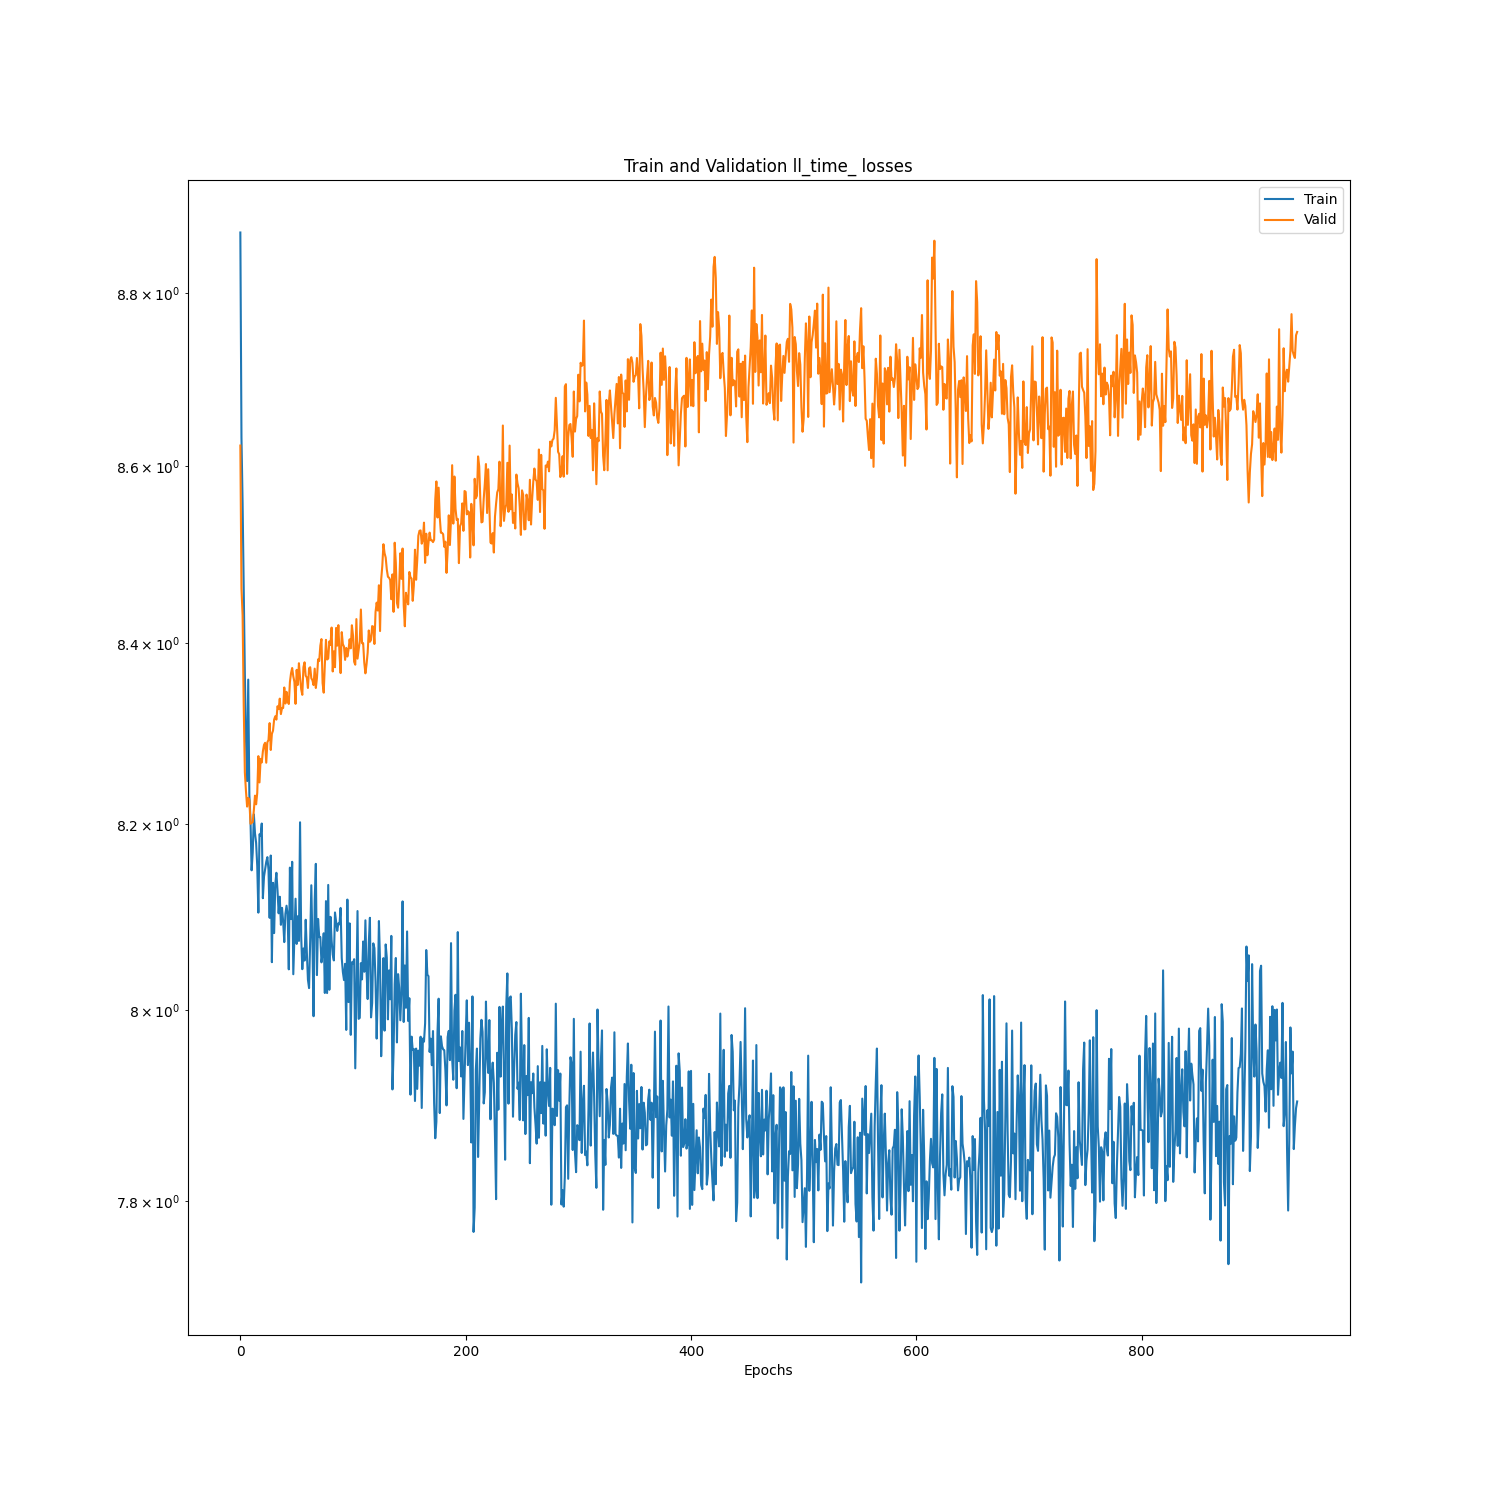 Train and Validation ll_time_ losses
Train
Valid
8.8 × 10⁰
8.6 × 10⁰
8.4 × 10⁰
8.2 × 10⁰
8 × 10⁰
7.8 × 10⁰
0 200 400 600 800
Epochs